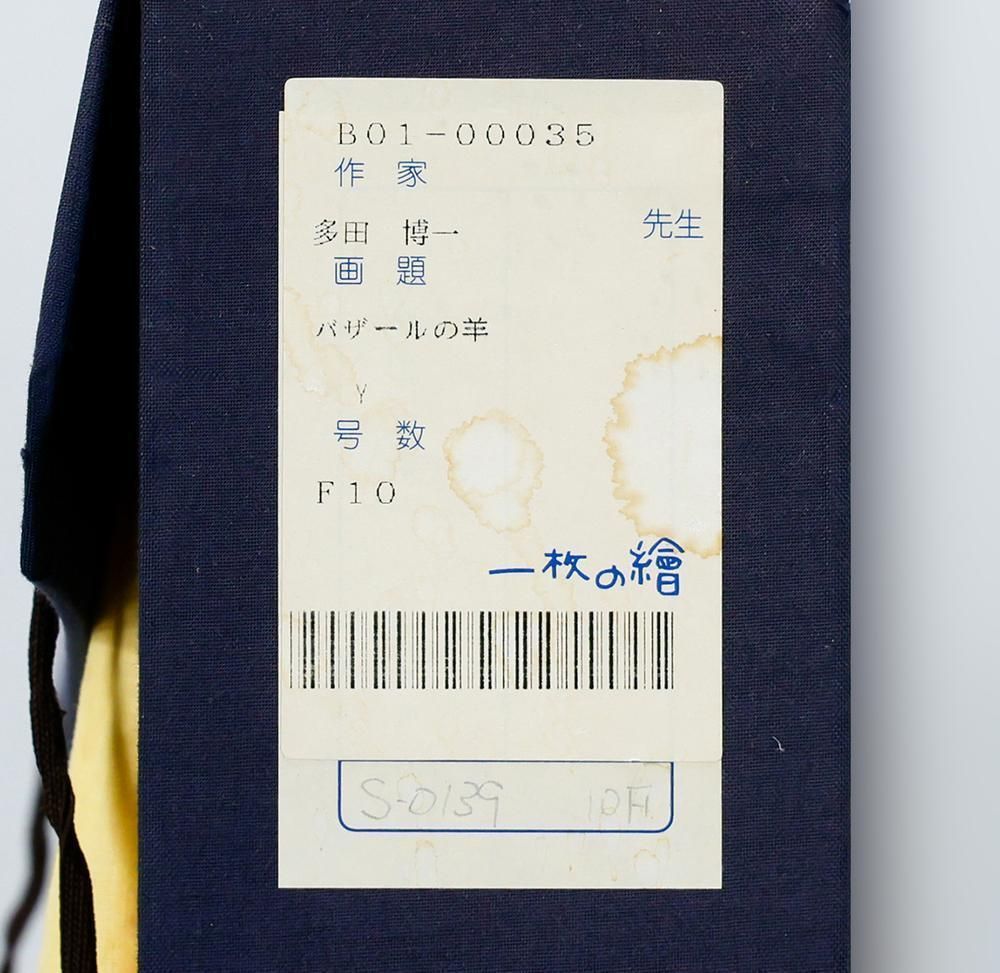 B01-00035
作 家
多田 博一 先生
画 題
バザールの羊
Y
号 数
F10
一枚の繪
S-0139 10F